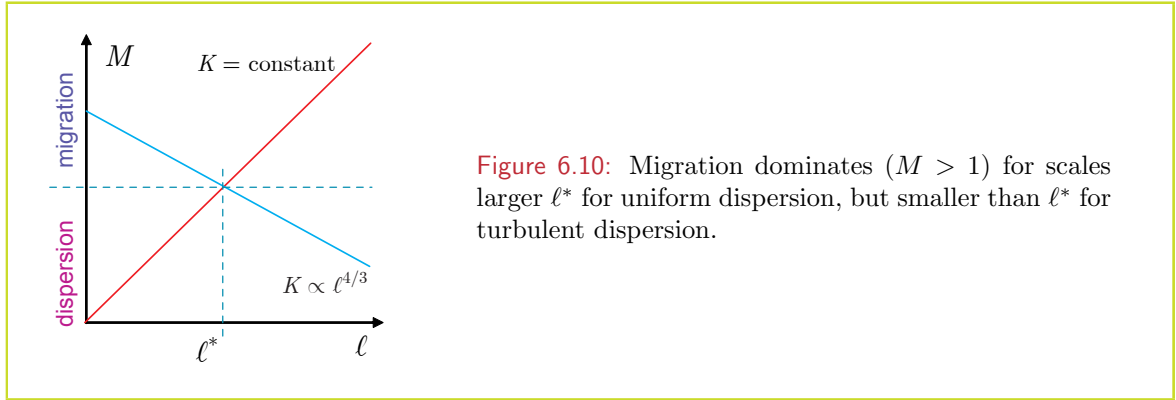 M
K = constant
migration
dispersion
K ∝ ℓ^{4/3}
ℓ*
ℓ
Figure 6.10: Migration dominates (M > 1) for scales
larger ℓ* for uniform dispersion, but smaller than ℓ* for
turbulent dispersion.